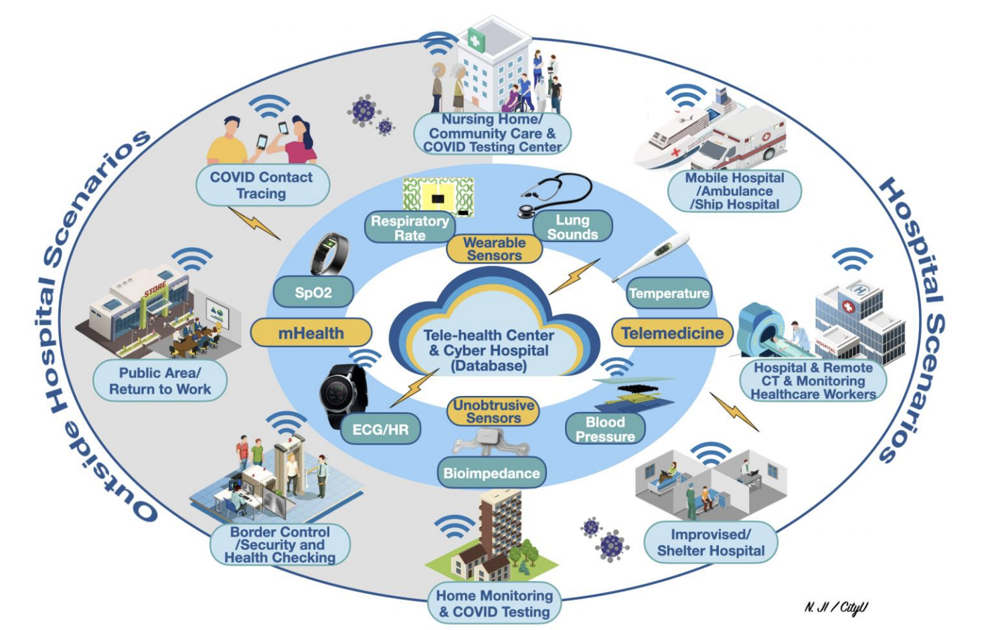 Outside Hospital Scenarios
Hospital Scenarios
Nursing Home/
Community Care &
COVID Testing Center
COVID Contact
Tracing
Mobile Hospital
/Ambulance
/Ship Hospital
Respiratory
Rate
Lung
Sounds
Wearable
Sensors
SpO2
Temperature
STORE
mHealth
Tele-health Center
& Cyber Hospital
(Database)
Telemedicine
H
HOSPITAL
Public Area/
Return to Work
Hospital & Remote
CT & Monitoring
Healthcare Workers
Unobtrusive
Sensors
ECG/HR
Blood
Pressure
Bioimpedance
Border Control
/Security and
Health Checking
Improvised/
Shelter Hospital
Home Monitoring
& COVID Testing
N. JI / CityU